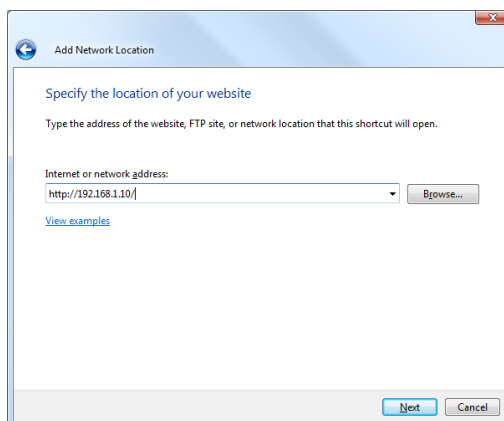 Add Network Location
Specify the location of your website
Type the address of the website, FTP site, or network location that this shortcut will open.
Internet or network address:
http://192.168.1.10/
Browse...
View examples
Next
Cancel